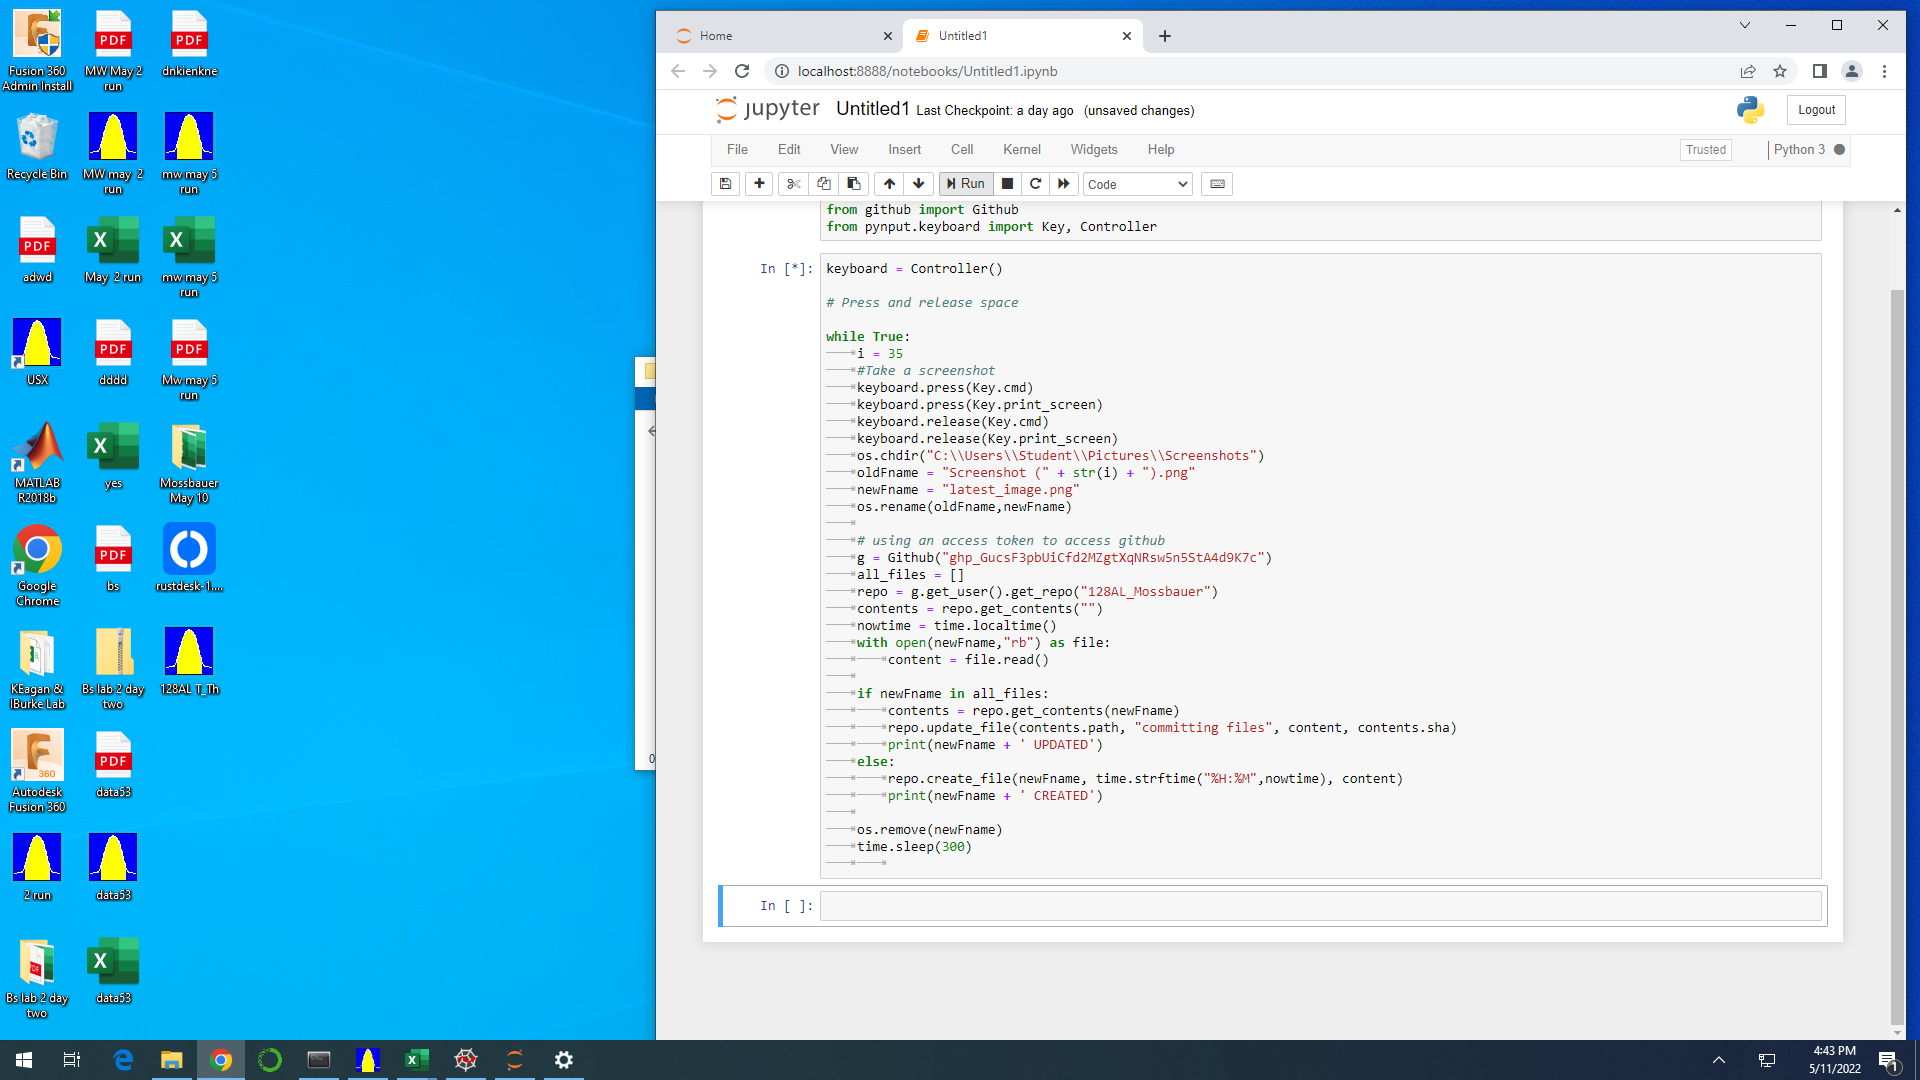 Fusion 360
Admin Install
MW May 2
run
dnkienkne
Recycle Bin
MW may 2
run
mw may 5
run
adwd
May 2 run
mw may 5
run
USX
dddd
Mw may 5
run
MATLAB
R2018b
yes
Mossbauer
May 10
Google
Chrome
bs
rustdesk-1....
KEagan &
IBurke Lab
Bs lab 2 day
two
128AL T_Th
Autodesk
Fusion 360
data53
2 run
data53
Bs lab 2 day
two
data53
Home
Untitled1
localhost:8888/notebooks/Untitled1.ipynb
jupyter Untitled1 Last Checkpoint: a day ago (unsaved changes)
Logout
File Edit View Insert Cell Kernel Widgets Help
Trusted
Python 3
Run
Code
from github import Github
from pynput.keyboard import Key, Controller
In [*]:
keyboard = Controller()
# Press and release space
while True:
i = 35
#Take a screenshot
keyboard.press(Key.cmd)
keyboard.press(Key.print_screen)
keyboard.release(Key.cmd)
keyboard.release(Key.print_screen)
os.chdir("C:\\Users\\Student\\Pictures\\Screenshots")
oldFname = "Screenshot (" + str(i) + ").png"
newFname = "latest_image.png"
os.rename(oldFname,newFname)
# using an access token to access github
g = Github("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")
all_files = []
repo = g.get_user().get_repo("128AL_Mossbauer")
contents = repo.get_contents("")
nowtime = time.localtime()
with open(newFname,"rb") as file:
content = file.read()
if newFname in all_files:
contents = repo.get_contents(newFname)
repo.update_file(contents.path, "committing files", content, contents.sha)
print(newFname + ' UPDATED')
else:
repo.create_file(newFname, time.strftime("%H:%M",nowtime), content)
print(newFname + ' CREATED')
os.remove(newFname)
time.sleep(300)
In [ ]:
4:43 PM
5/11/2022
1